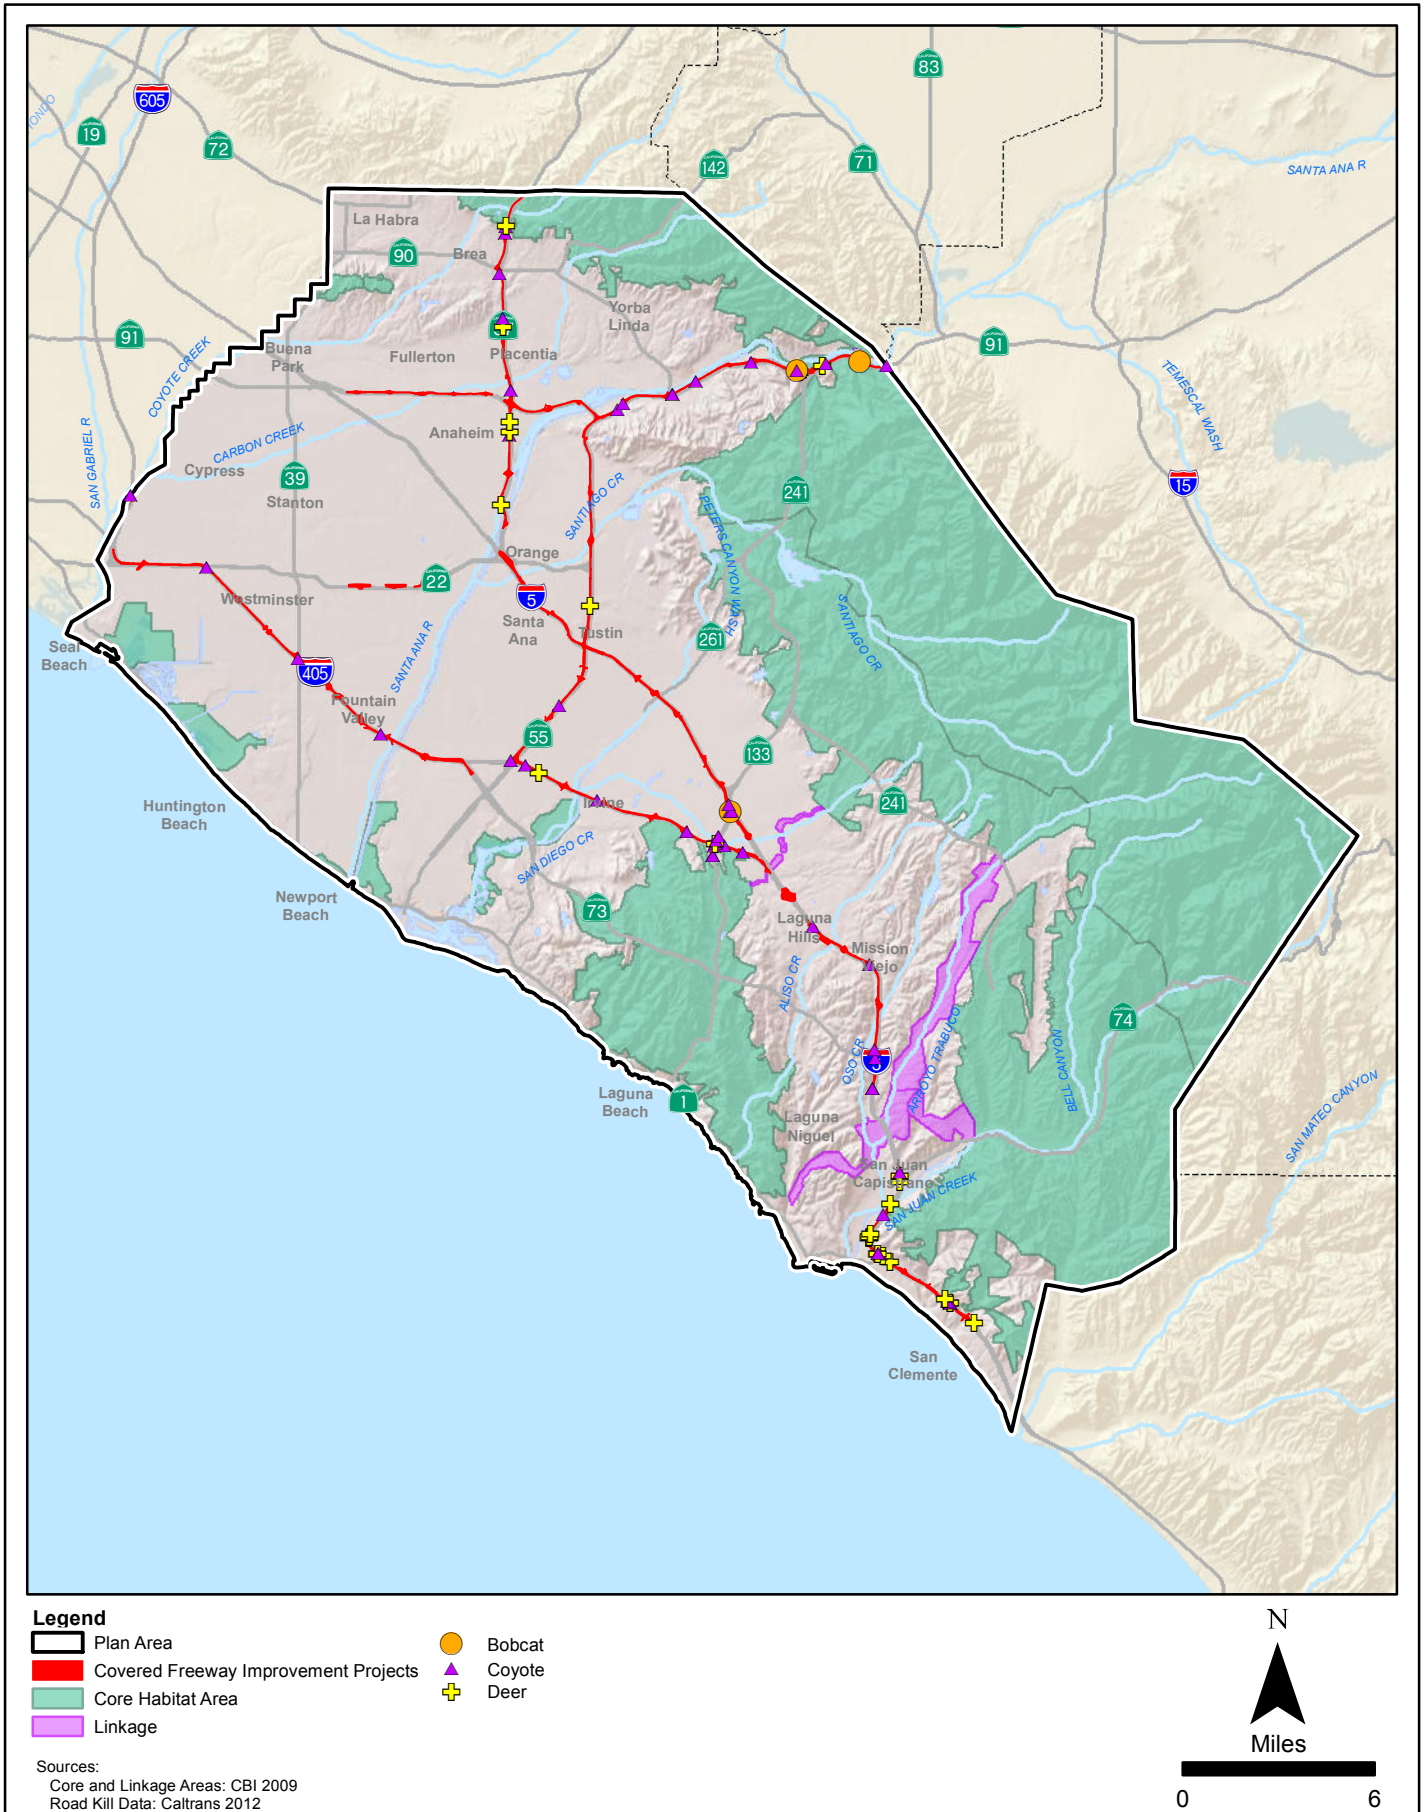 605
83
19
72
142
71
SANTA ANA R
La Habra
CALIFORNIA
90
Brea
Yorba
Linda
91
91
Buena
Park
Fullerton
Placentia
COYOTE CREEK
TEMESCAL WASH
SAN GABRIEL R
CARBON CREEK
Anaheim
Cypress
39
Stanton
SANTIAGO CR
241
15
PETERS CANYON WASH
Orange
22
Westminster
5
Santa
Ana
Tustin
261
SANTIAGO CR
Seal
Beach
405
SANTA ANA R
Fountain
Valley
55
133
Huntington
Beach
Irvine
241
SAN DIEGO CR
Newport
Beach
73
Laguna
Hills
Mission
Viejo
ALISO CR
74
OSO CR
ARROYO TRABUCO
BELL CANYON
5
Laguna
Beach
1
Laguna
Niguel
SAN MATEO CANYON
San Juan
Capistrano
SAN JUAN CREEK
San
Clemente
Legend
Plan Area
Covered Freeway Improvement Projects
Core Habitat Area
Linkage
Bobcat
Coyote
Deer
N
Miles
0 6
Sources:
Core and Linkage Areas: CBI 2009
Road Kill Data: Caltrans 2012